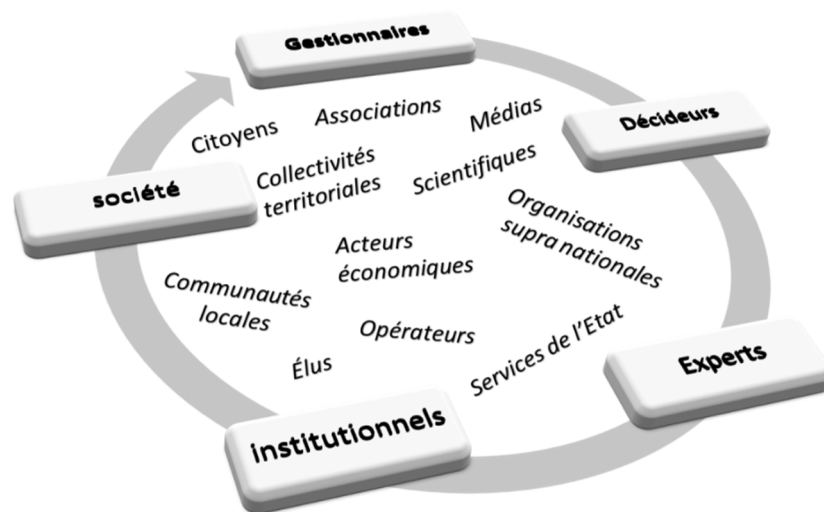 Gestionnaires
Décideurs
Experts
institutionnels
société
Citoyens
Associations
Médias
Collectivités
territoriales
Scientifiques
Organisations
supra nationales
Acteurs
économiques
Communautés
locales
Opérateurs
Élus
Services de l'Etat